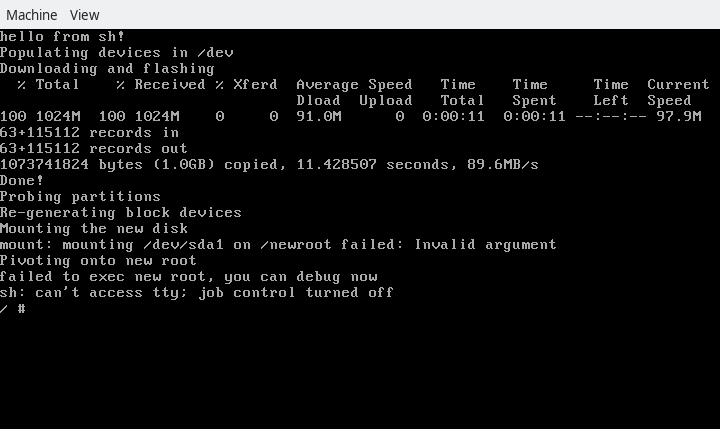 Machine View
hello from sh!
Populating devices in /dev
Downloading and flashing
% Total % Received % Xferd Average Speed Time Time Time Current
Dload Upload Total Spent Left Speed
100 1024M 100 1024M 0 0 91.0M 0 0:00:11 0:00:11 --:--:-- 97.9M
63+115112 records in
63+115112 records out
1073741824 bytes (1.0GB) copied, 11.428507 seconds, 89.6MB/s
Done!
Probing partitions
Re-generating block devices
Mounting the new disk
mount: mounting /dev/sda1 on /newroot failed: Invalid argument
Pivoting onto new root
failed to exec new root, you can debug now
sh: can't access tty; job control turned off
/ #